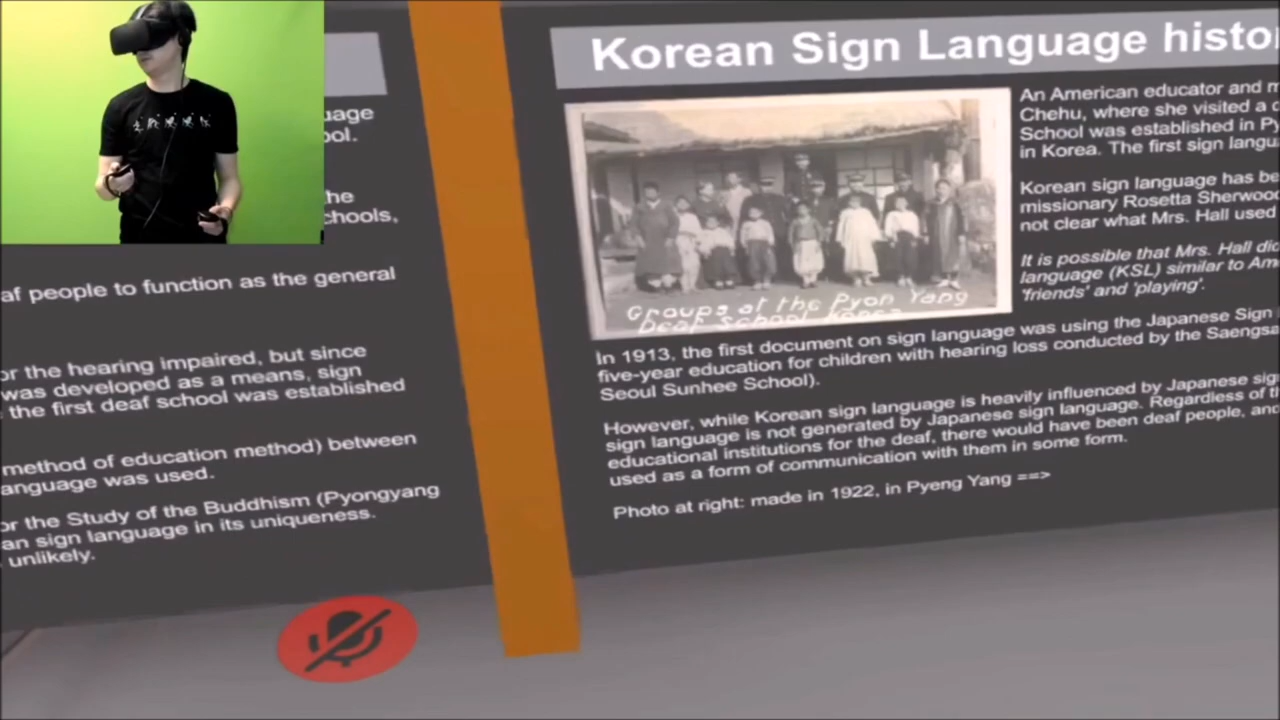 uage
ool.
he
chools,
af people to function as the general
or the hearing impaired, but since
was developed as a means, sign
the first deaf school was established
method of education method) between
anguage was used.
or the Study of the Buddhism (Pyongyang
an sign language in its uniqueness.
unlikely.
Korean Sign Language histo
An American educator and m
Chehu, where she visited a d
School was established in Py
in Korea. The first sign langu
Korean sign language has be
missionary Rosetta Sherwoo
not clear what Mrs. Hall used
It is possible that Mrs. Hall did
language (KSL) similar to Am
'friends' and 'playing'.
Groups at the Pyon Yang
Deaf School Korea
In 1913, the first document on sign language was using the Japanese Sign
five-year education for children with hearing loss conducted by the Saengsa
Seoul Sunhee School).
However, while Korean sign language is heavily influenced by Japanese sig
sign language is not generated by Japanese sign language. Regardless of t
educational institutions for the deaf, there would have been deaf people, and
used as a form of communication with them in some form.
Photo at right: made in 1922, in Pyeng Yang ==>